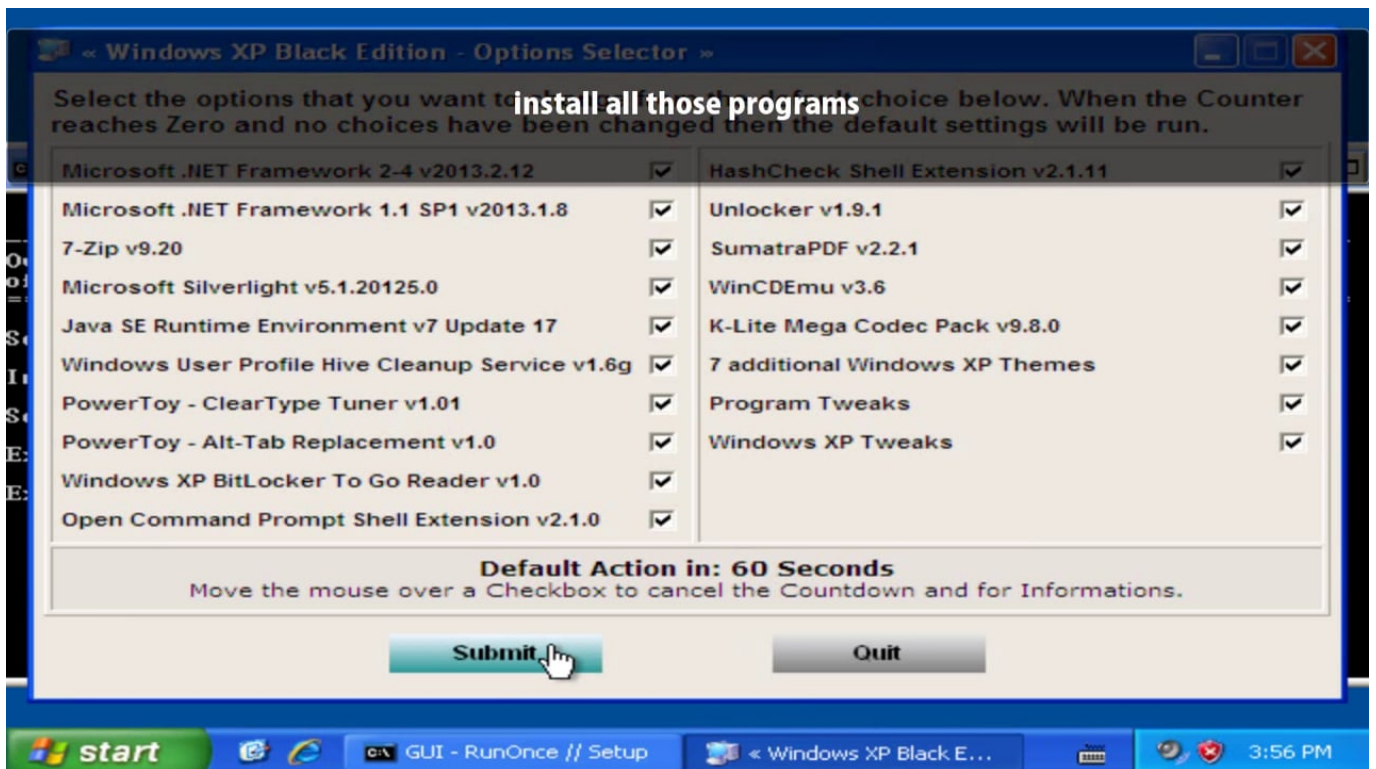 « Windows XP Black Edition - Options Selector »
install all those programs
Select the options that you want to
the default choice below. When the Counter
reaches Zero and no choices have been changed then the default settings will be run.
Microsoft .NET Framework 2-4 v2013.2.12
Microsoft .NET Framework 1.1 SP1 v2013.1.8
7-Zip v9.20
Microsoft Silverlight v5.1.20125.0
Java SE Runtime Environment v7 Update 17
Windows User Profile Hive Cleanup Service v1.6g
PowerToy - ClearType Tuner v1.01
PowerToy - Alt-Tab Replacement v1.0
Windows XP BitLocker To Go Reader v1.0
Open Command Prompt Shell Extension v2.1.0
HashCheck Shell Extension v2.1.11
Unlocker v1.9.1
SumatraPDF v2.2.1
WinCDEmu v3.6
K-Lite Mega Codec Pack v9.8.0
7 additional Windows XP Themes
Program Tweaks
Windows XP Tweaks
Default Action in: 60 Seconds
Move the mouse over a Checkbox to cancel the Countdown and for Informations.
Submit
Quit
start
GUI - RunOnce // Setup
« Windows XP Black E...
3:56 PM